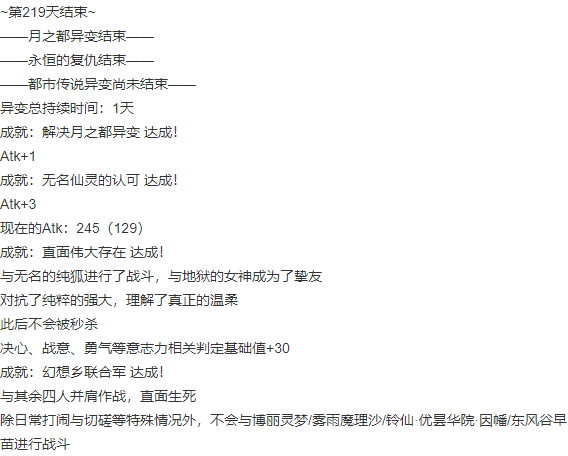 ~第219天结束~
——月之都异变结束——
——永恒的复仇结束——
——都市传说异变尚未结束——
异变总持续时间：1天
成就：解决月之都异变 达成！
Atk+1
成就：无名仙灵的认可 达成！
Atk+3
现在的Atk：245（129）
成就：直面伟大存在 达成！
与无名的纯狐进行了战斗，与地狱的女神成为了挚友
对抗了纯粹的强大，理解了真正的温柔
此后不会被秒杀
决心、战意、勇气等意志力相关判定基础值+30
成就：幻想乡联合军 达成！
与其余四人并肩作战，直面生死
除日常打闹与切磋等特殊情况外，不会与博丽灵梦/雾雨魔理沙/铃仙·优昙华院·因幡/东风谷早
苗进行战斗